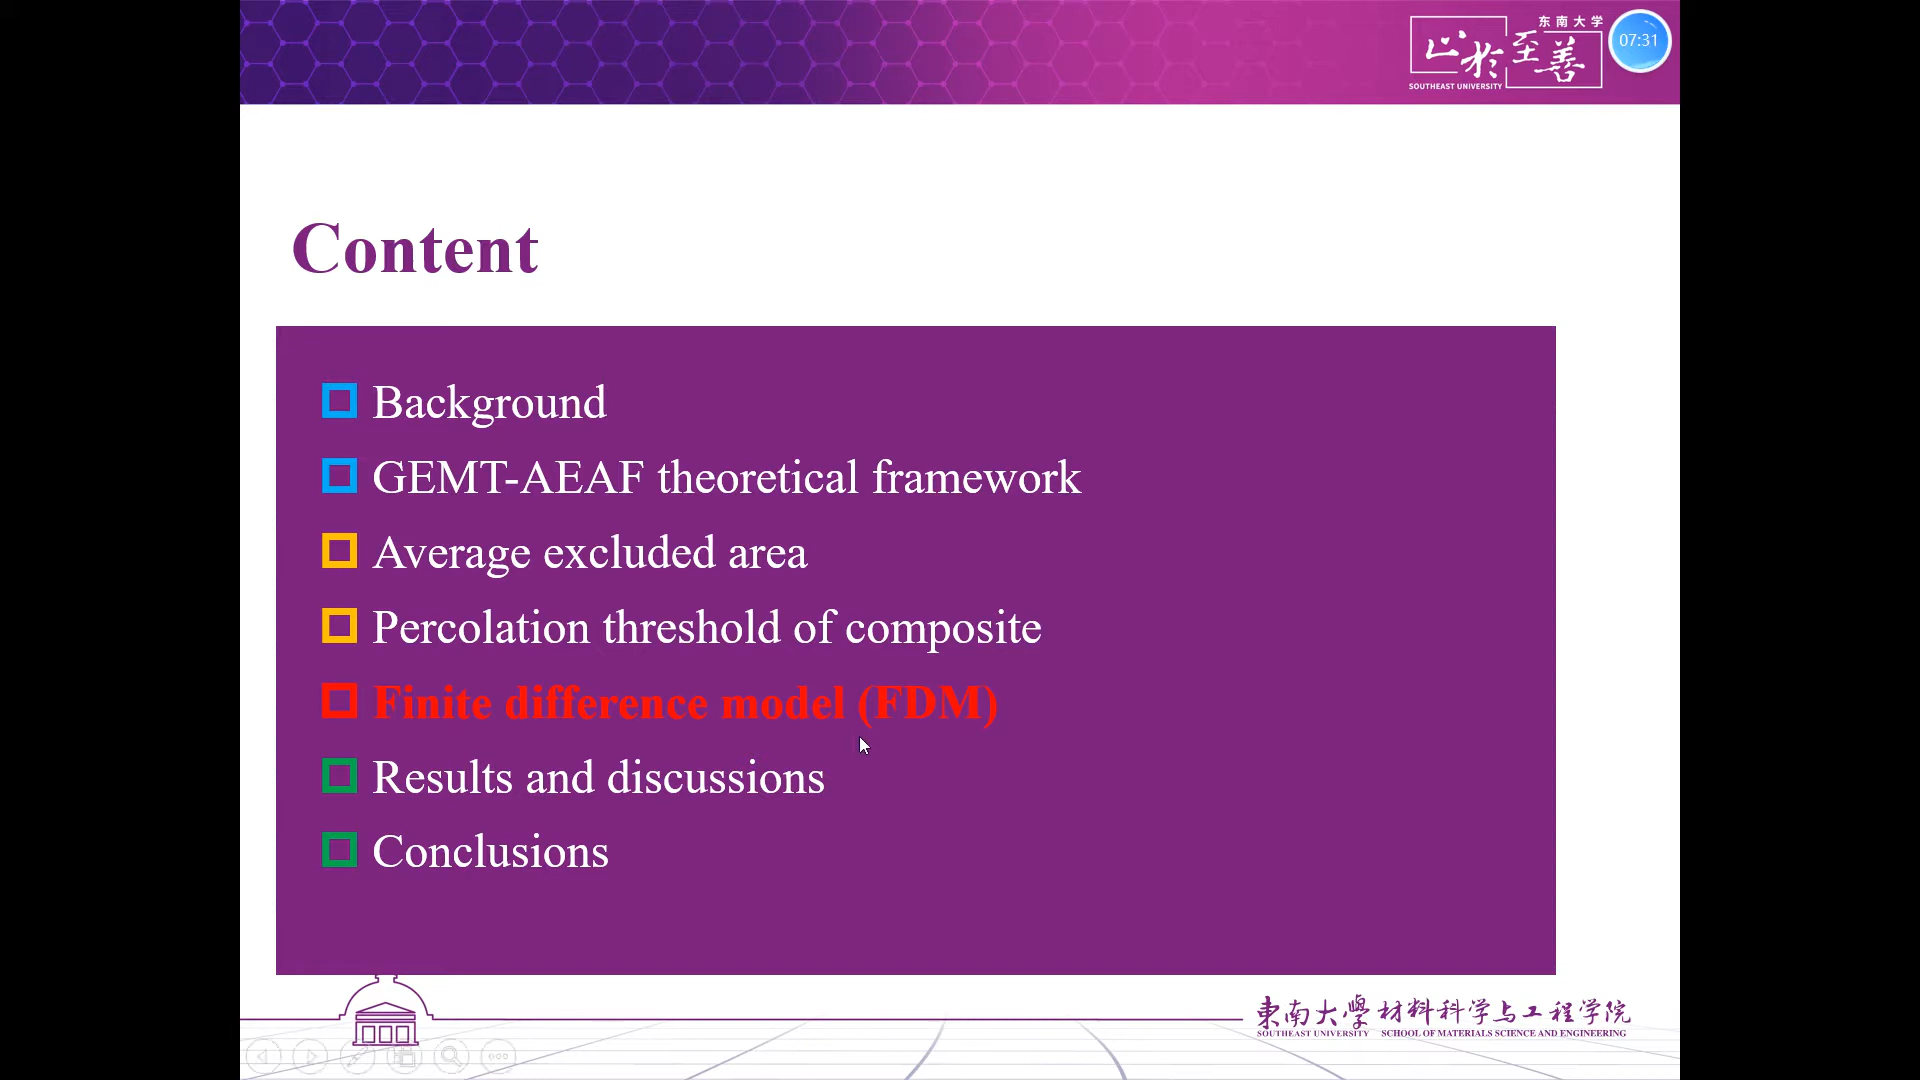 东南大学
止於至善
SOUTHEAST UNIVERSITY
07:31
Content
Background
GEMT-AEAF theoretical framework
Average excluded area
Percolation threshold of composite
Finite difference model (FDM)
Results and discussions
Conclusions
東南大學 材料科学与工程学院
SOUTHEAST UNIVERSITY SCHOOL OF MATERIALS SCIENCE AND ENGINEERING